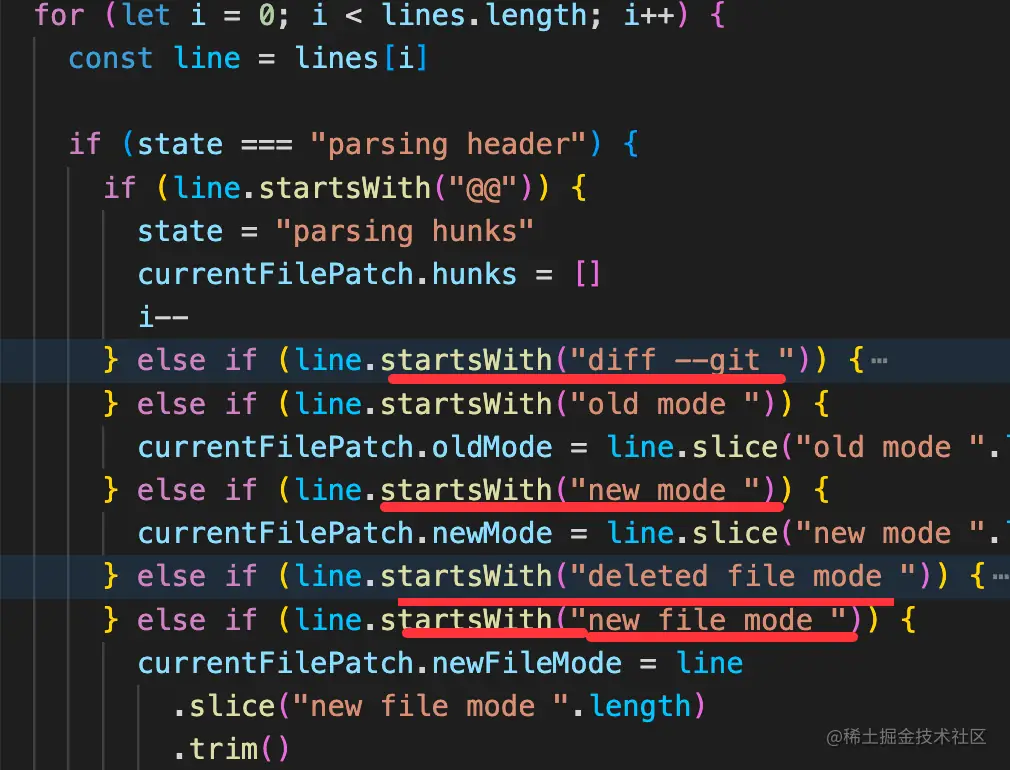 for (let i = 0; i < lines.length; i++) {
const line = lines[i]
if (state === "parsing header") {
if (line.startsWith("@@")) {
state = "parsing hunks"
currentFilePatch.hunks = []
i--
} else if (line.startsWith("diff --git ")) {⋯
} else if (line.startsWith("old mode ")) {
currentFilePatch.oldMode = line.slice("old mode ".
} else if (line.startsWith("new mode ")) {
currentFilePatch.newMode = line.slice("new mode ".
} else if (line.startsWith("deleted file mode ")) {⋯
} else if (line.startsWith("new file mode ")) {
currentFilePatch.newFileMode = line
.slice("new file mode ".length)
.trim()
@稀土掘金技术社区